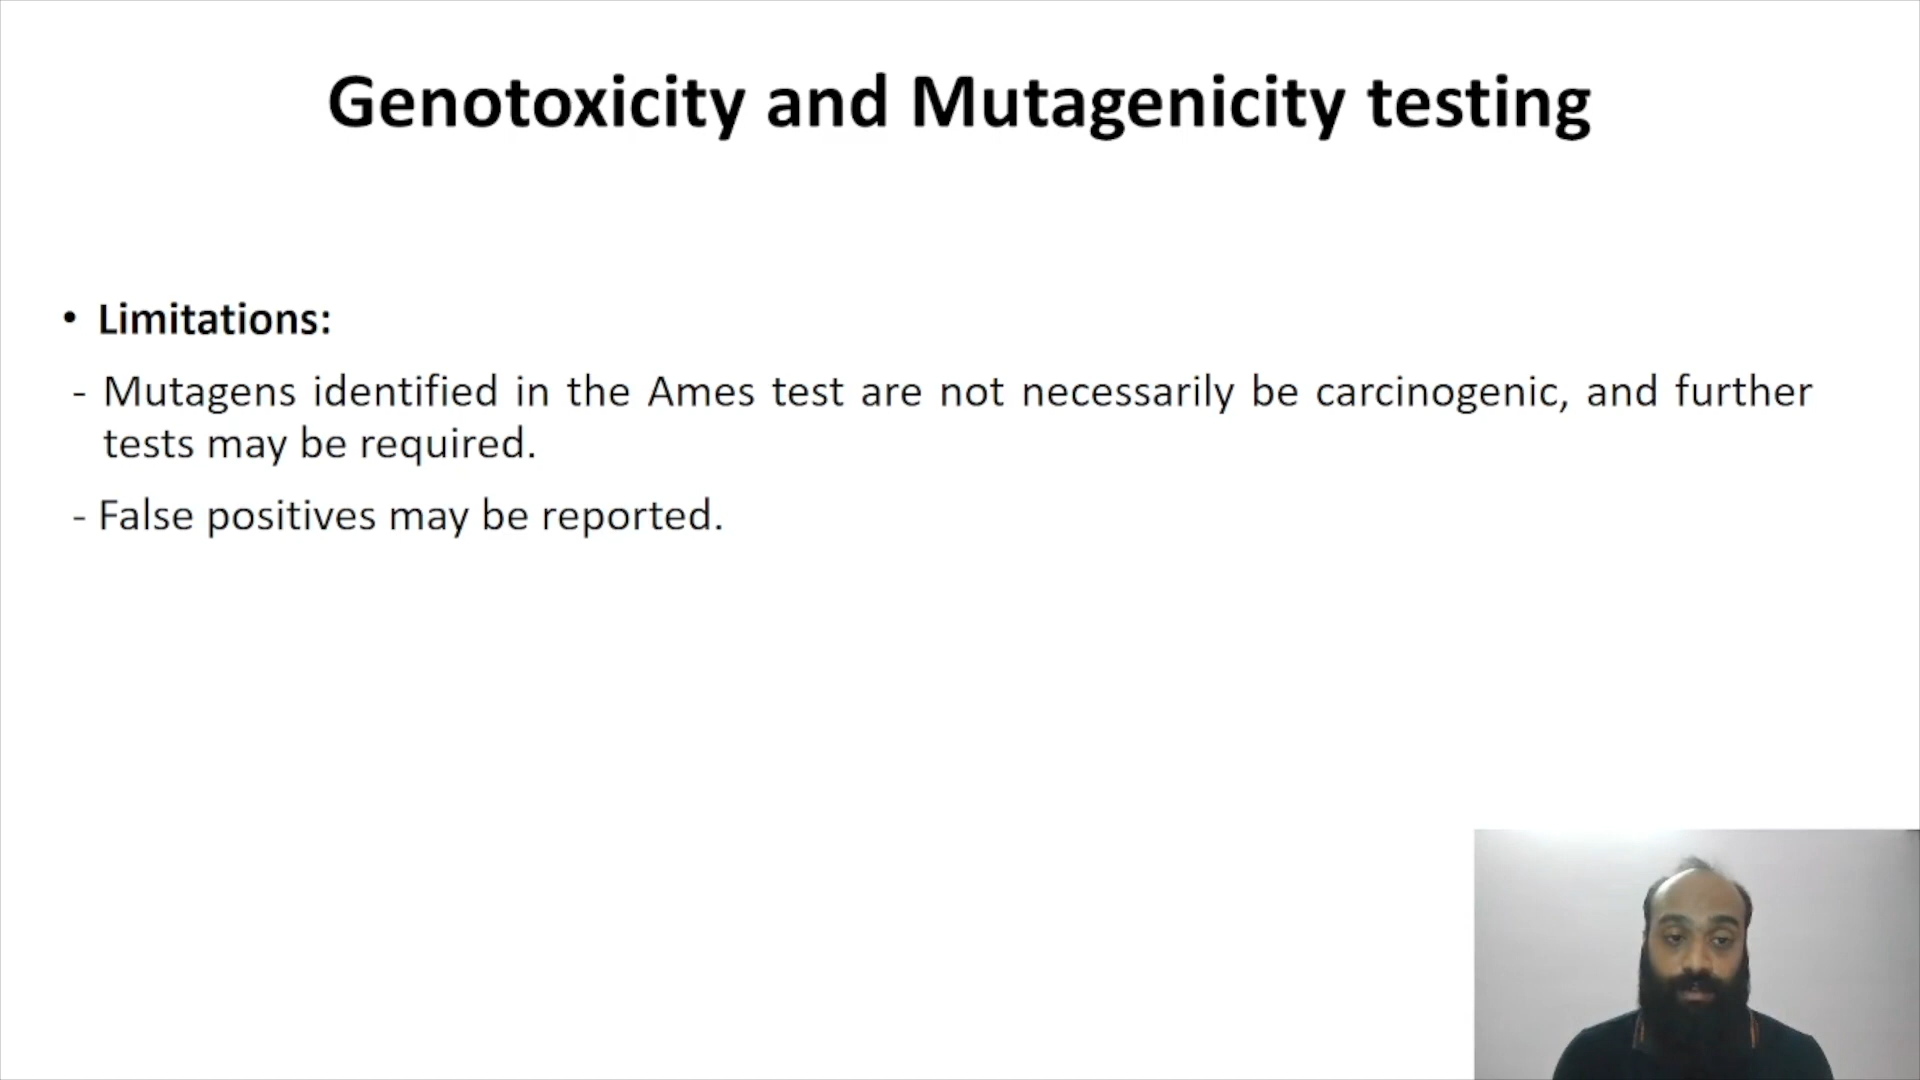 Genotoxicity and Mutagenicity testing
• Limitations:
- Mutagens identified in the Ames test are not necessarily be carcinogenic, and further
tests may be required.
- False positives may be reported.